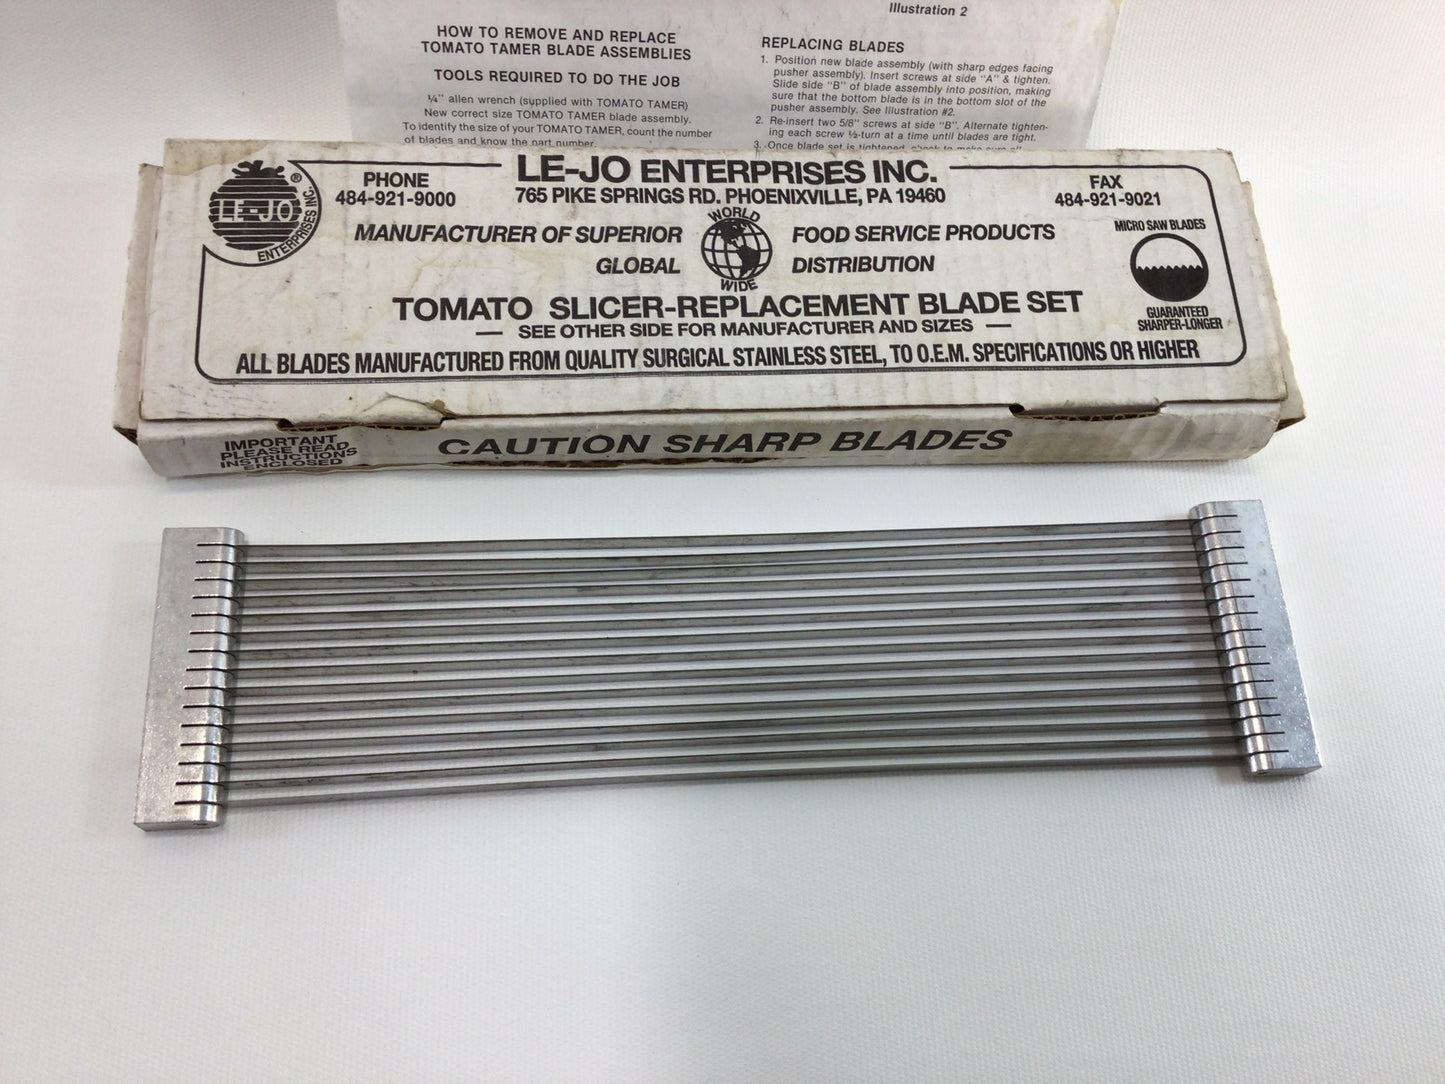 Illustration 2
HOW TO REMOVE AND REPLACE
TOMATO TAMER BLADE ASSEMBLIES
TOOLS REQUIRED TO DO THE JOB
¼" allen wrench (supplied with TOMATO TAMER)
New correct size TOMATO TAMER blade assembly.
To identify the size of your TOMATO TAMER, count the number
of blades and know the part number.
REPLACING BLADES
1. Position new blade assembly (with sharp edges facing
pusher assembly). Insert screws at side "A" & tighten.
Slide side "B" of blade assembly into position, making
sure that the bottom blade is in the bottom slot of the
pusher assembly. See Illustration #2.
2. Re-insert two 5/8" screws at side "B". Alternate tighten-
ing each screw ½-turn at a time until blades are tight.
3. Once blade set is tightened, check to make sure all
LE-JO
ENTERPRISES INC.
®
PHONE
484-921-9000
LE-JO ENTERPRISES INC.
765 PIKE SPRINGS RD. PHOENIXVILLE, PA 19460
FAX
484-921-9021
MANUFACTURER OF SUPERIOR
GLOBAL
WORLD
WIDE
FOOD SERVICE PRODUCTS
DISTRIBUTION
MICRO SAW BLADES
GUARANTEED
SHARPER-LONGER
TOMATO SLICER-REPLACEMENT BLADE SET
— SEE OTHER SIDE FOR MANUFACTURER AND SIZES —
ALL BLADES MANUFACTURED FROM QUALITY SURGICAL STAINLESS STEEL, TO O.E.M. SPECIFICATIONS OR HIGHER
IMPORTANT
PLEASE READ
INSTRUCTIONS
ENCLOSED
CAUTION SHARP BLADES